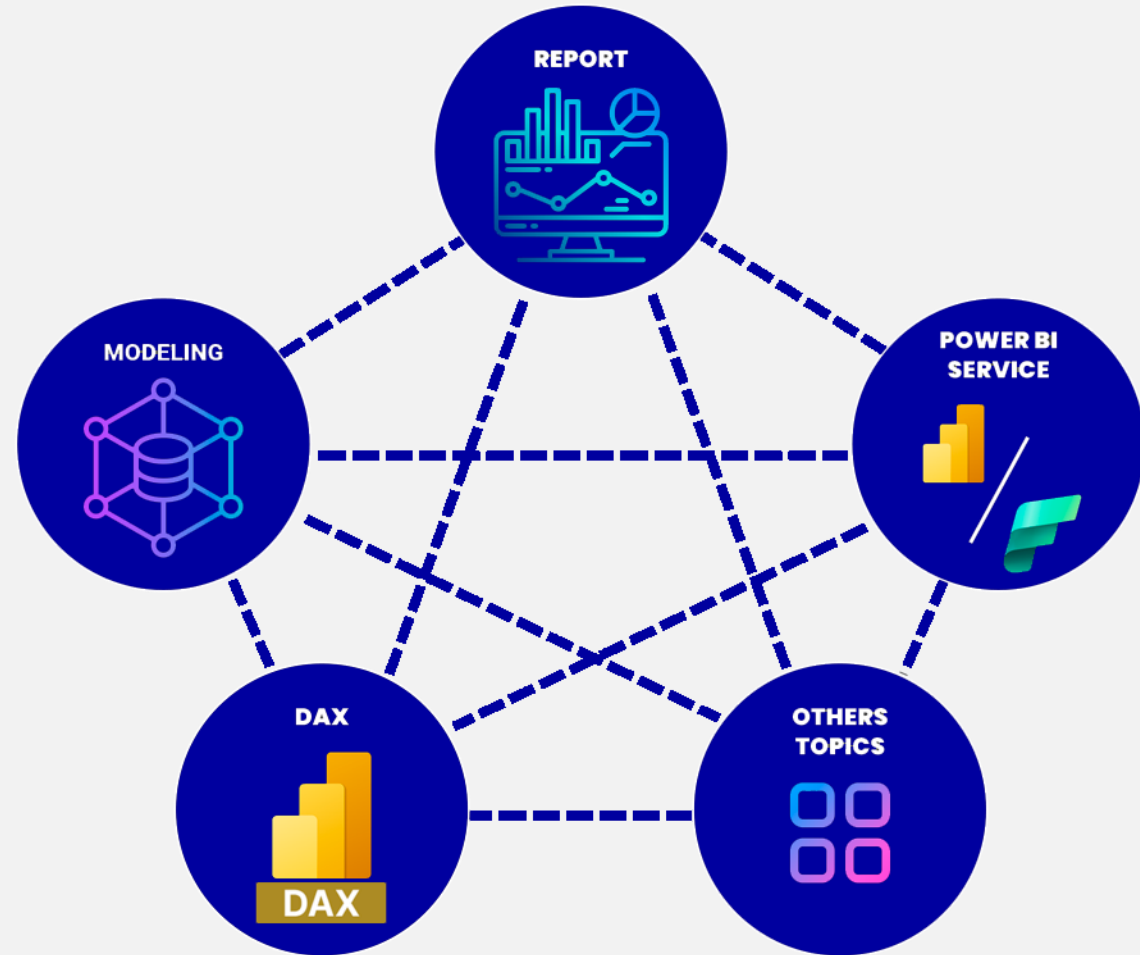 REPORT
MODELING
POWER BI
SERVICE
DAX
DAX
OTHERS
TOPICS